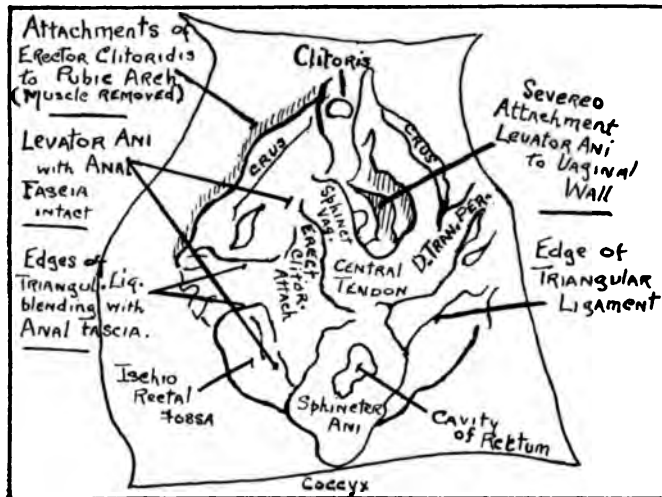 Attachments of
Erector Clitoridis
to Pubic Arch
(Muscle Removed)
Levator Ani
with Anal
Fascia
intact
Edges of
Triangul. Lig.
blending with
Anal Fascia.
Ischio
Rectal
Fossa
Clitoris
Crus
Crus
Sphinct
Vag.
Erect
Clitor.
Attach
Central
Tendon
D. Tran. Per.
Sphincter
Ani
Coccyx
Severed
Attachment
Levator Ani
to Vaginal
Wall
Edge of
Triangular
Ligament
Cavity
of Rectum